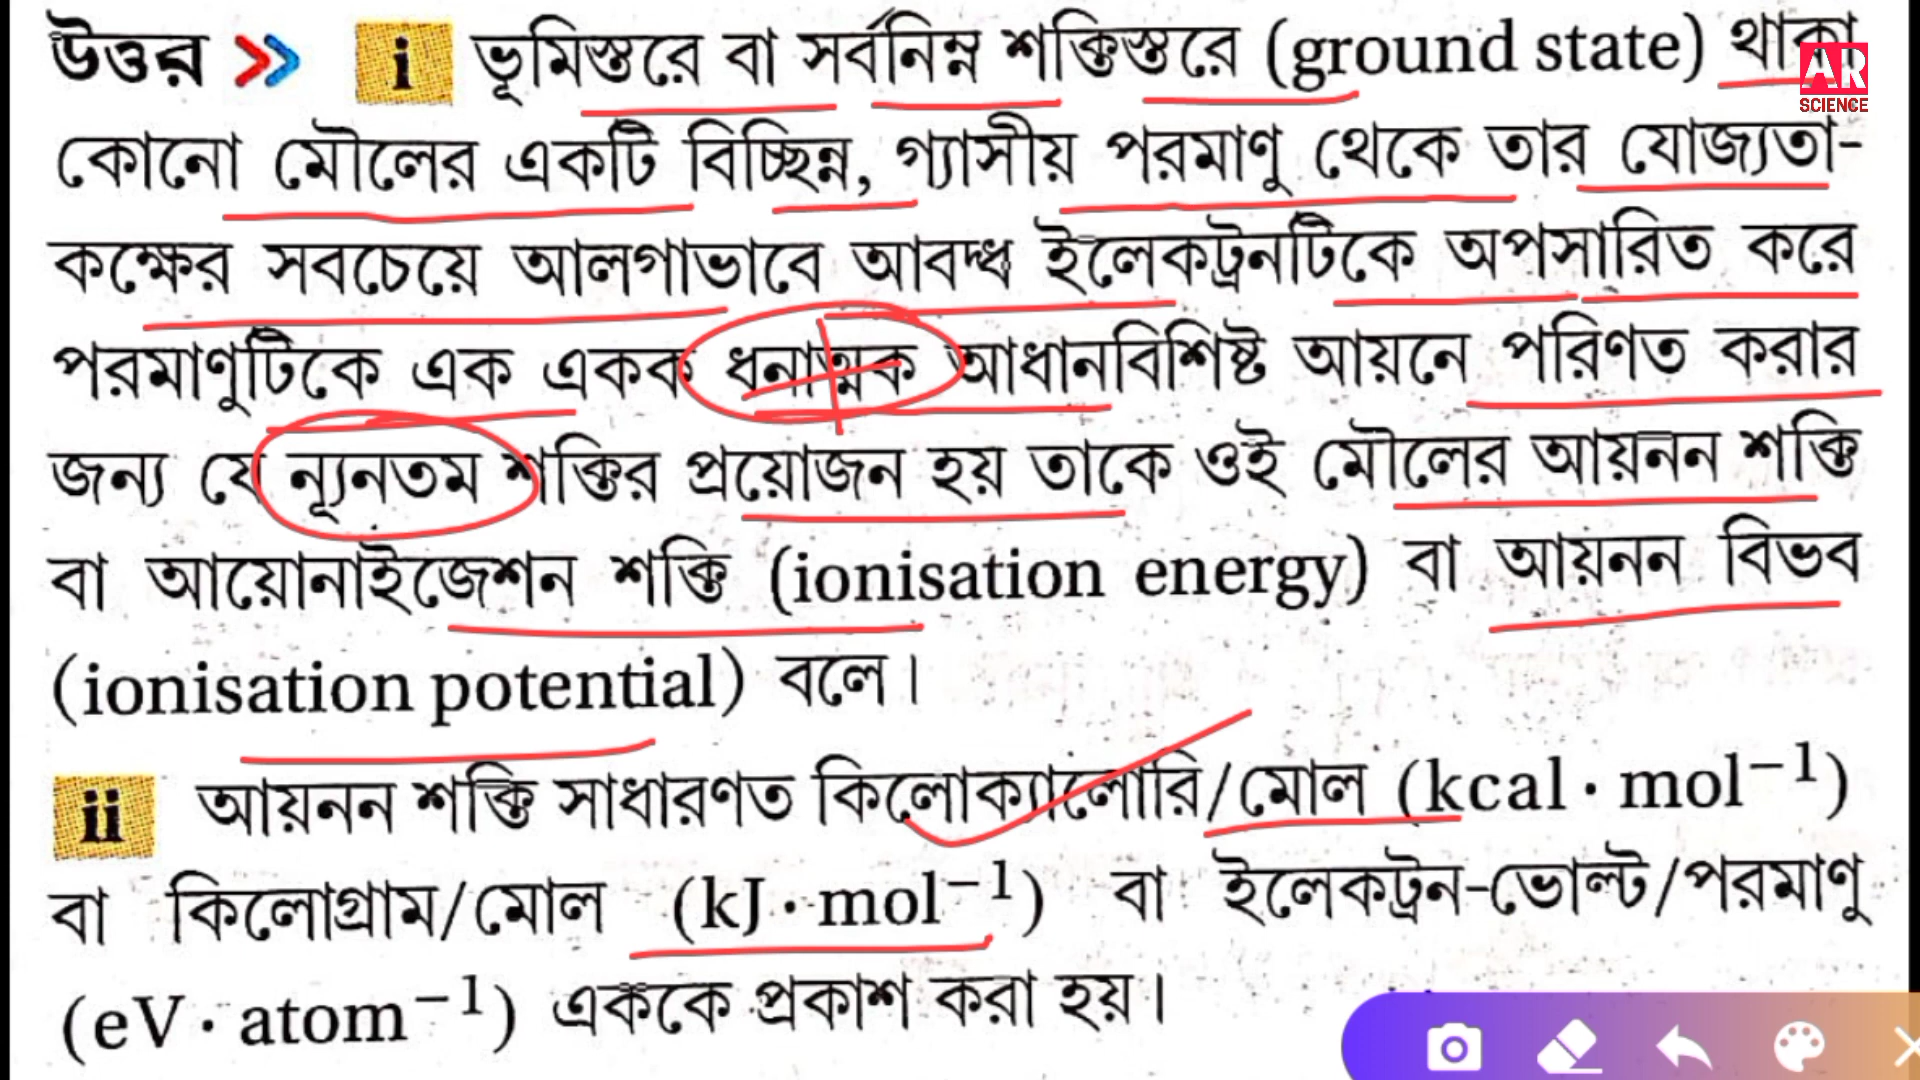 উত্তর >> i ভূমিস্তরে বা সর্বনিম্ন শক্তিস্তরে (ground state) থাকা
AR
SCIENCE
কোনো মৌলের একটি বিচ্ছিন্ন, গ্যাসীয় পরমাণু থেকে তার যোজ্যতা-
কক্ষের সবচেয়ে আলগাভাবে আবদ্ধ ইলেকট্রনটিকে অপসারিত করে
পরমাণুটিকে এক একক ধনাত্মক আধানবিশিষ্ট আয়নে পরিণত করার
জন্য যে ন্যূনতম শক্তির প্রয়োজন হয় তাকে ওই মৌলের আয়নন শক্তি
বা আয়োনাইজেশন শক্তি (ionisation energy) বা আয়নন বিভব
(ionisation potential) বলে।
ii আয়নন শক্তি সাধারণত কিলোক্যালোরি/মোল (kcal · mol⁻¹)
বা কিলোগ্রাম/মোল (kJ · mol⁻¹) বা ইলেকট্রন-ভোল্ট/পরমাণু
(eV · atom⁻¹) এককে প্রকাশ করা হয়।